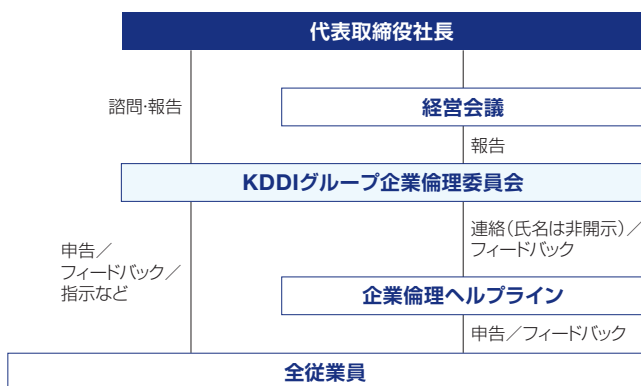 代表取締役社長
諮問・報告
経営会議
報告
KDDIグループ企業倫理委員会
連絡（氏名は非開示）／
フィードバック
申告／
フィードバック／
指示など
企業倫理ヘルプライン
申告／フィードバック
全従業員